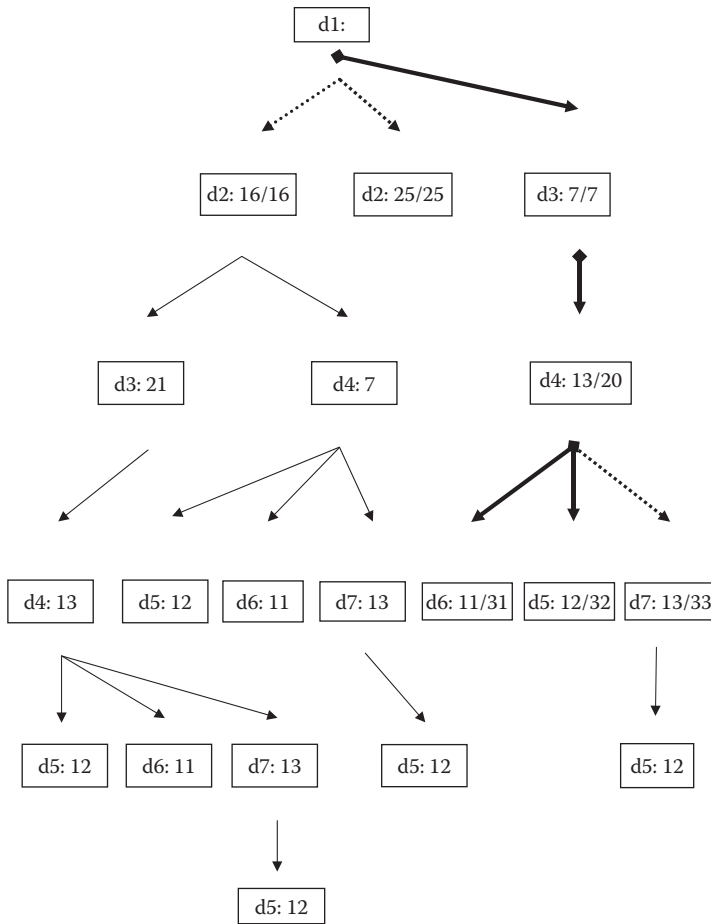 d1:
d2: 16/16
d2: 25/25
d3: 7/7
d3: 21
d4: 7
d4: 13/20
d4: 13
d5: 12
d6: 11
d7: 13
d6: 11/31
d5: 12/32
d7: 13/33
d5: 12
d6: 11
d7: 13
d5: 12
d5: 12
d5: 12